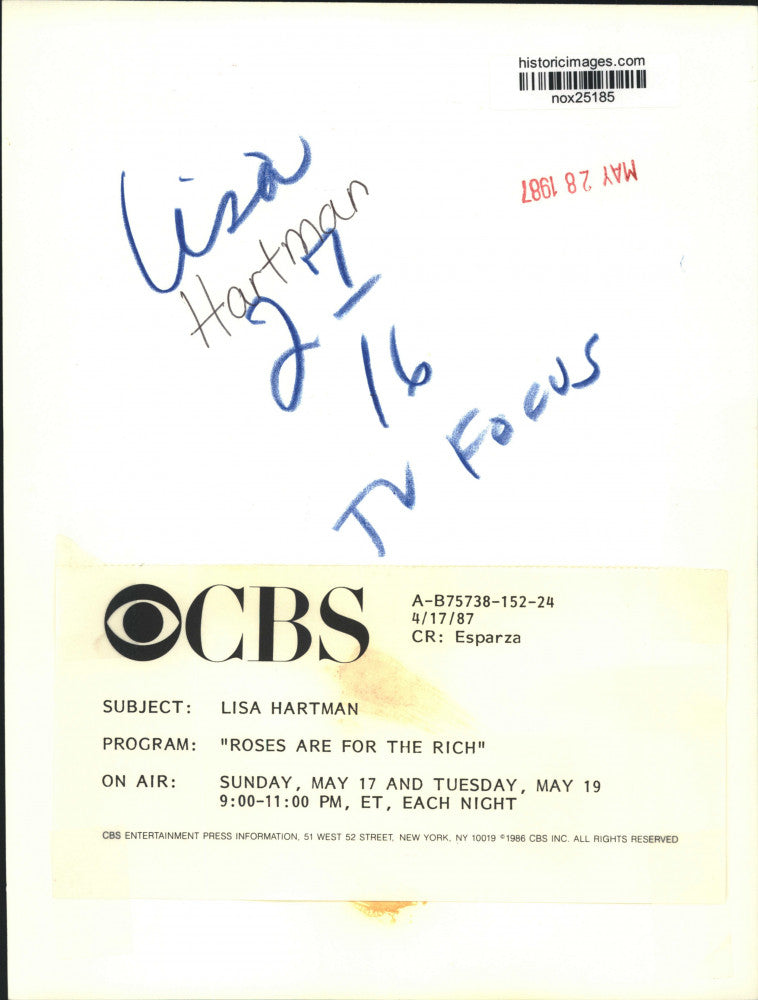 historicimages.com
nox25185
MAY 28 1987
Lisa
Hartman
2
16
TV FOCUS
CBS
A-B75738-152-24
4/17/87
CR: Esparza
SUBJECT: LISA HARTMAN
PROGRAM: "ROSES ARE FOR THE RICH"
ON AIR: SUNDAY, MAY 17 AND TUESDAY, MAY 19
9:00-11:00 PM, ET, EACH NIGHT
CBS ENTERTAINMENT PRESS INFORMATION, 51 WEST 52 STREET, NEW YORK, NY 10019 ©1986 CBS INC. ALL RIGHTS RESERVED